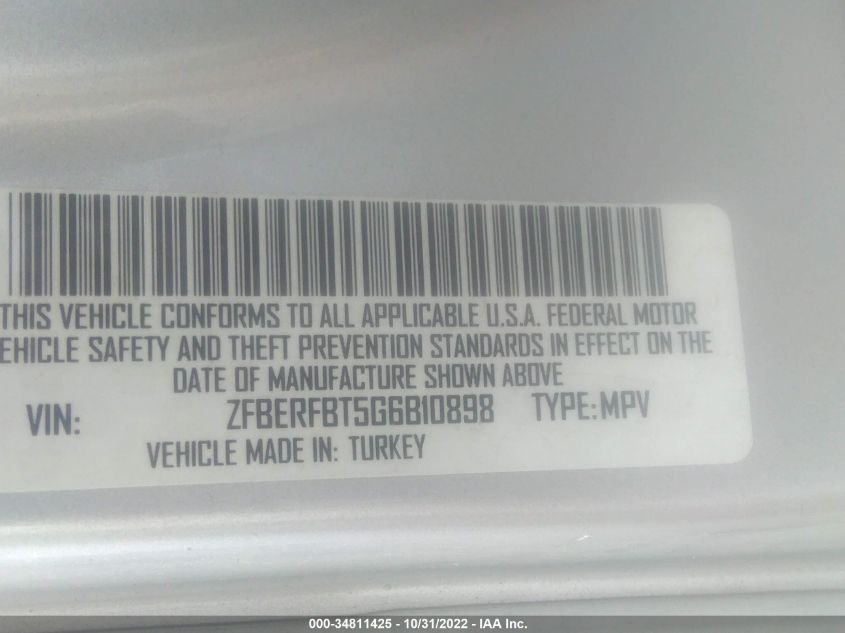 THIS VEHICLE CONFORMS TO ALL APPLICABLE U.S.A. FEDERAL MOTOR
EHICLE SAFETY AND THEFT PREVENTION STANDARDS IN EFFECT ON THE
DATE OF MANUFACTURE SHOWN ABOVE
VIN: ZFBERFBT5G6B10898 TYPE: MPV
VEHICLE MADE IN: TURKEY
000-34811425 - 10/31/2022 - IAA Inc.